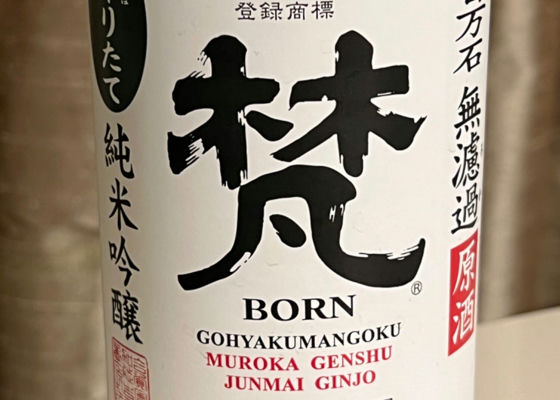 登録商標
梵
BORN
GOHYAKUMANGOKU
MUROKA GENSHU
JUNMAI GINJO
万石 無濾過
原酒
りたて
純米吟醸